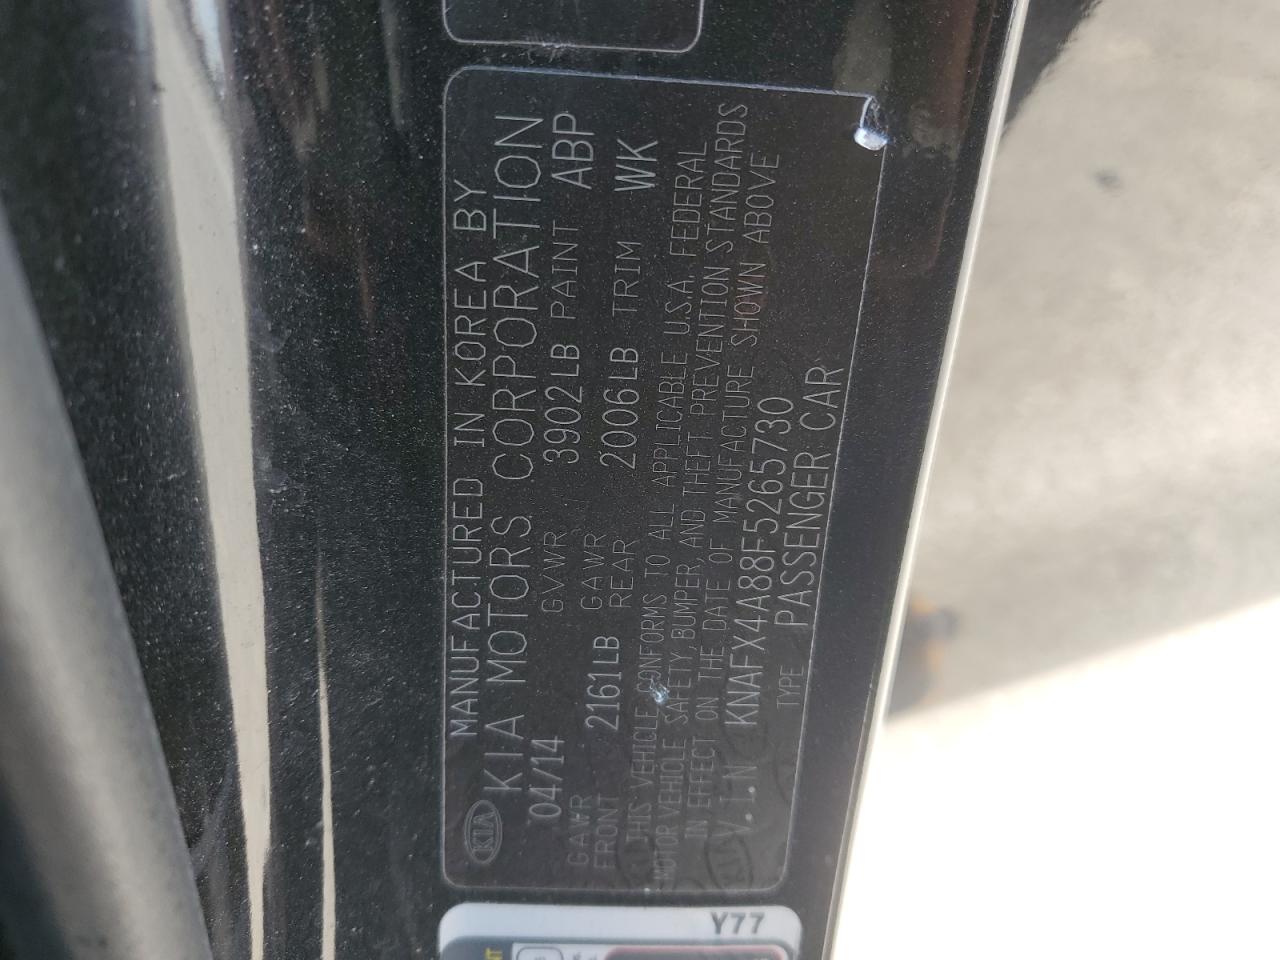 MANUFACTURED IN KOREA BY
KIA KIA MOTORS CORPORATION
04/14 GVWR 3902LB PAINT ABP
GAWR FRONT 2161LB GAWR REAR 2006LB TRIM WK
THIS VEHICLE CONFORMS TO ALL APPLICABLE U.S.A. FEDERAL
MOTOR VEHICLE SAFETY, BUMPER, AND THEFT PREVENTION STANDARDS
IN EFFECT ON THE DATE OF MANUFACTURE SHOWN ABOVE
V.I.N KNAFX4A88F5265730
TYPE PASSENGER CAR
Y77